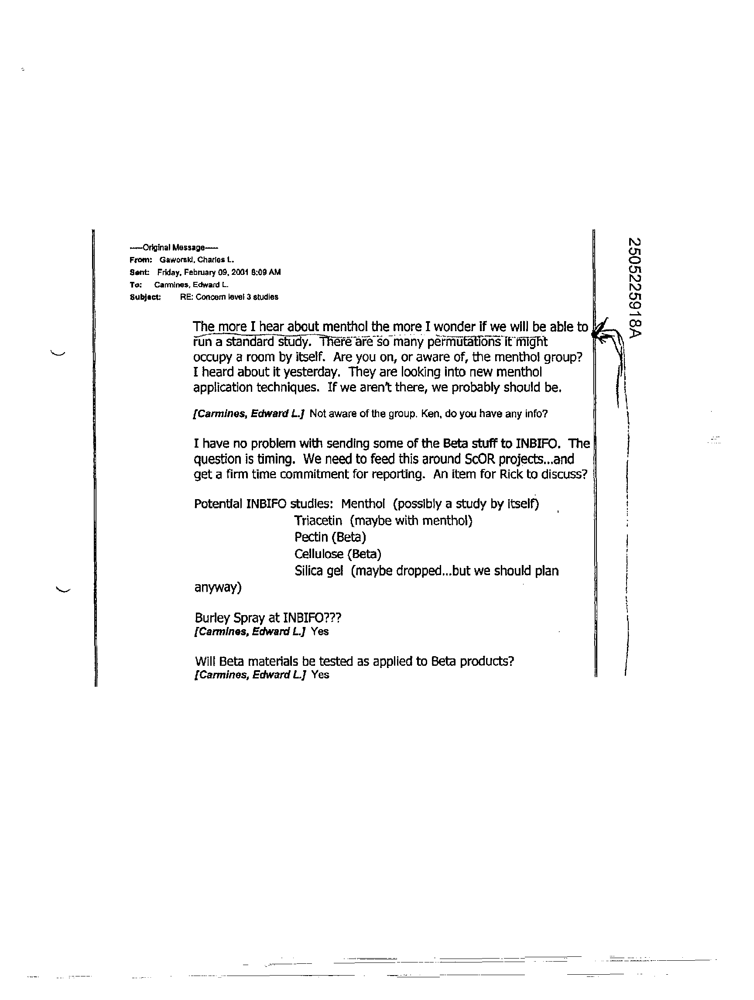 -----Original Message-----
From: Gaworski, Charles L.
Sent: Friday, February 09, 2001 8:09 AM
To: Carmines, Edward L.
Subject: RE: Concern level 3 studies
The more I hear about menthol the more I wonder if we will be able to
run a standard study. There are so many permutations it might
occupy a room by itself. Are you on, or aware of, the menthol group?
I heard about it yesterday. They are looking into new menthol
application techniques. If we aren't there, we probably should be.
[Carmines, Edward L.] Not aware of the group. Ken, do you have any info?
I have no problem with sending some of the Beta stuff to INBIFO. The
question is timing. We need to feed this around ScOR projects...and
get a firm time commitment for reporting. An item for Rick to discuss?
Potential INBIFO studies: Menthol (possibly a study by itself)
Triacetin (maybe with menthol)
Pectin (Beta)
Cellulose (Beta)
Silica gel (maybe dropped...but we should plan
anyway)
Burley Spray at INBIFO???
[Carmines, Edward L.] Yes
Will Beta materials be tested as applied to Beta products?
[Carmines, Edward L.] Yes
2505225918A